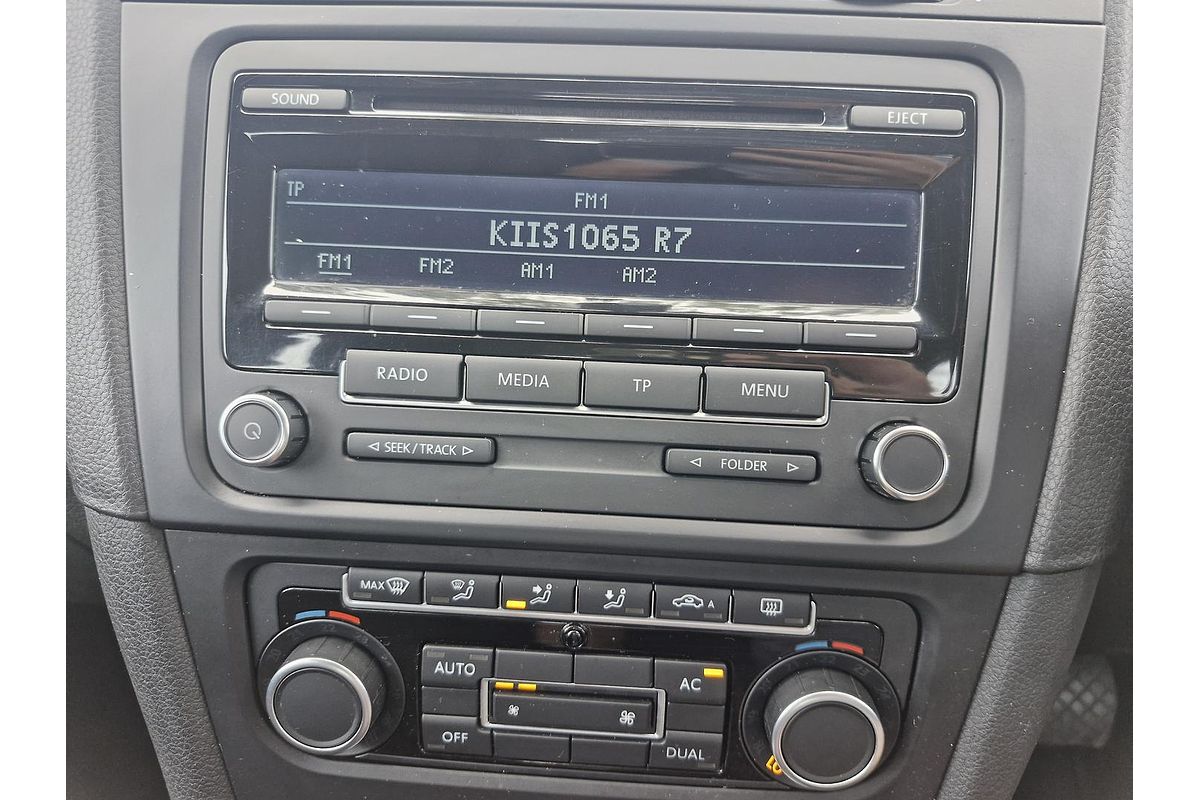 SOUND
EJECT
TP
FM1
KIIS1065 R7
FM1 FM2 AM1 AM2
RADIO MEDIA TP MENU
SEEK/TRACK
FOLDER
MAX
A
AUTO
AC
OFF
DUAL
LO